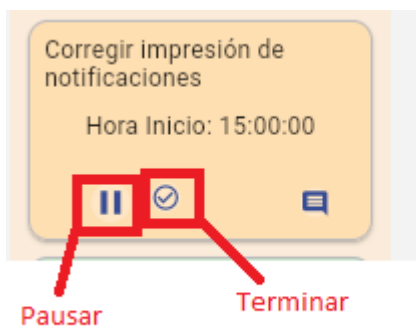 Corregir impresión de
notificaciones
Hora Inicio: 15:00:00
Pausar
Terminar